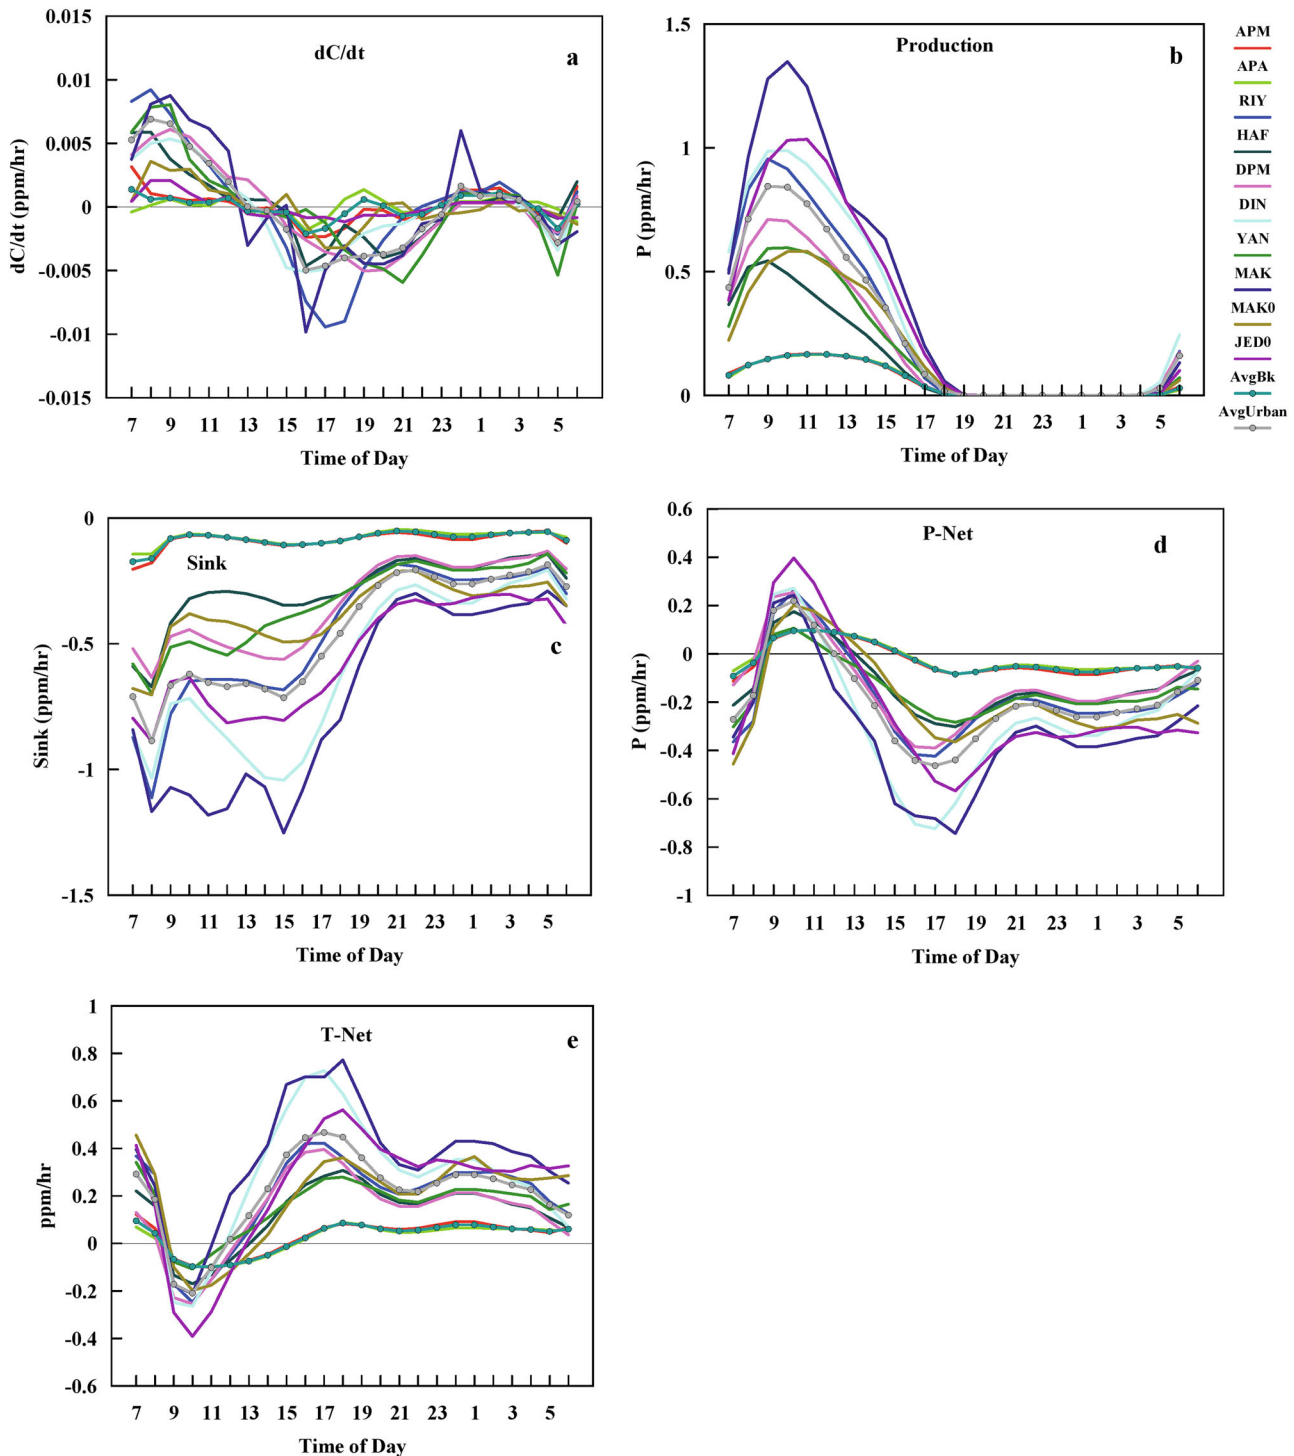 dC/dt
a
0.015
0.01
0.005
0
-0.005
-0.01
-0.015
dC/dt (ppm/hr)
7 9 11 13 15 17 19 21 23 1 3 5
Time of Day
Production
b
1.5
1
0.5
0
P (ppm/hr)
7 9 11 13 15 17 19 21 23 1 3 5
Time of Day
APM
APA
RIY
HAF
DPM
DIN
YAN
MAK
MAK0
JED0
AvgBk
AvgUrban
Sink
c
0
-0.5
-1
-1.5
Sink (ppm/hr)
7 9 11 13 15 17 19 21 23 1 3 5
Time of Day
P-Net
d
0.6
0.4
0.2
0
-0.2
-0.4
-0.6
-0.8
-1
P (ppm/hr)
7 9 11 13 15 17 19 21 23 1 3 5
Time of Day
T-Net
e
1
0.8
0.6
0.4
0.2
0
-0.2
-0.4
-0.6
ppm/hr
7 9 11 13 15 17 19 21 23 1 3 5
Time of Day